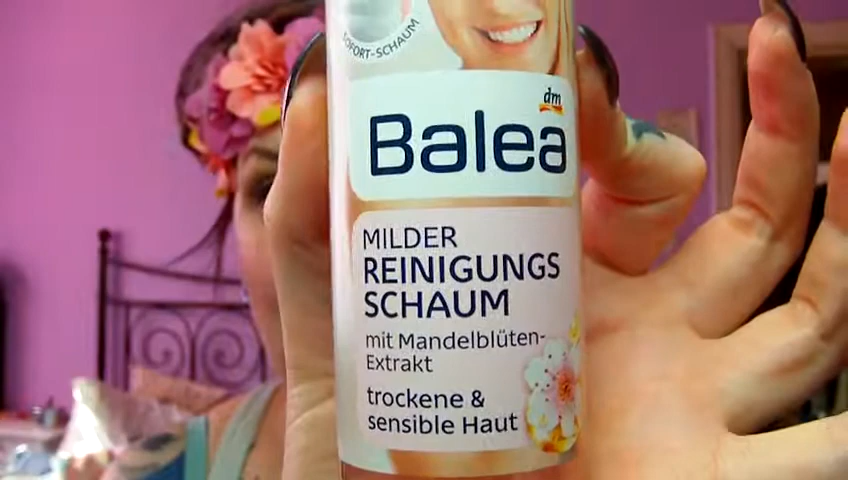 SOFORT-SCHAUM
dm
Balea
MILDER
REINIGUNGS
SCHAUM
mit Mandelblüten-
Extrakt
trockene &
sensible Haut